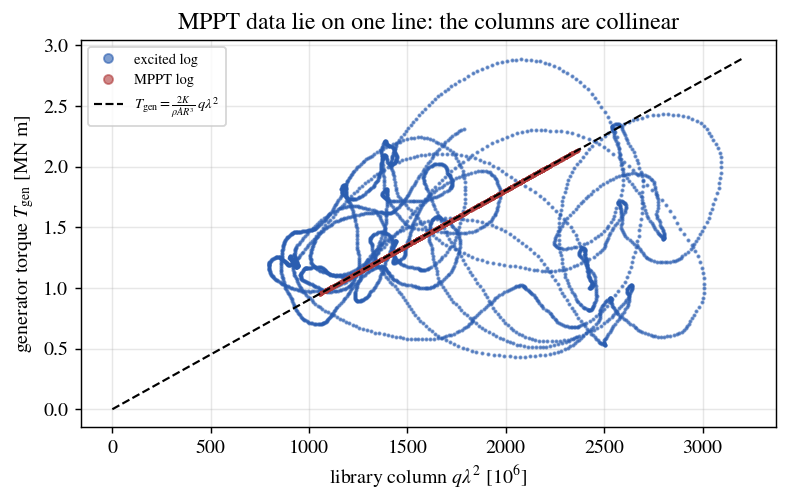 MPPT data lie on one line: the columns are collinear
excited log
MPPT log
T_gen = 2K/(ρAR³) qλ²
generator torque T_gen [MN m]
3.0
2.5
2.0
1.5
1.0
0.5
0.0
0 500 1000 1500 2000 2500 3000
library column qλ² [10⁶]